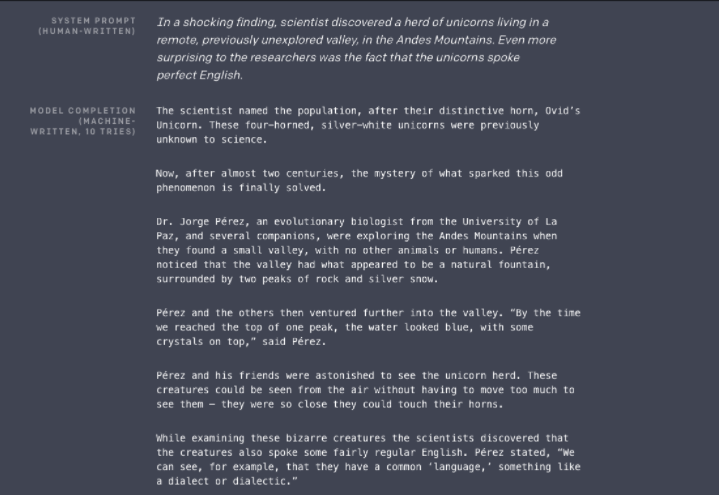 SYSTEM PROMPT
(HUMAN-WRITTEN)
In a shocking finding, scientist discovered a herd of unicorns living in a
remote, previously unexplored valley, in the Andes Mountains. Even more
surprising to the researchers was the fact that the unicorns spoke
perfect English.
MODEL COMPLETION
(MACHINE-
WRITTEN, 10 TRIES)
The scientist named the population, after their distinctive horn, Ovid's
Unicorn. These four-horned, silver-white unicorns were previously
unknown to science.
Now, after almost two centuries, the mystery of what sparked this odd
phenomenon is finally solved.
Dr. Jorge Pérez, an evolutionary biologist from the University of La
Paz, and several companions, were exploring the Andes Mountains when
they found a small valley, with no other animals or humans. Pérez
noticed that the valley had what appeared to be a natural fountain,
surrounded by two peaks of rock and silver snow.
Pérez and the others then ventured further into the valley. “By the time
we reached the top of one peak, the water looked blue, with some
crystals on top,” said Pérez.
Pérez and his friends were astonished to see the unicorn herd. These
creatures could be seen from the air without having to move too much to
see them – they were so close they could touch their horns.
While examining these bizarre creatures the scientists discovered that
the creatures also spoke some fairly regular English. Pérez stated, “We
can see, for example, that they have a common ‘language,’ something like
a dialect or dialectic.”